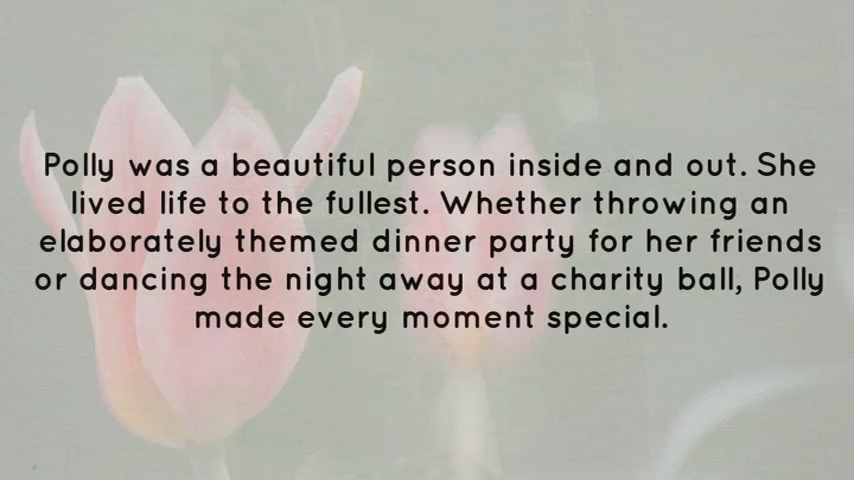 Polly was a beautiful person inside and out. She
lived life to the fullest. Whether throwing an
elaborately themed dinner party for her friends
or dancing the night away at a charity ball, Polly
made every moment special.